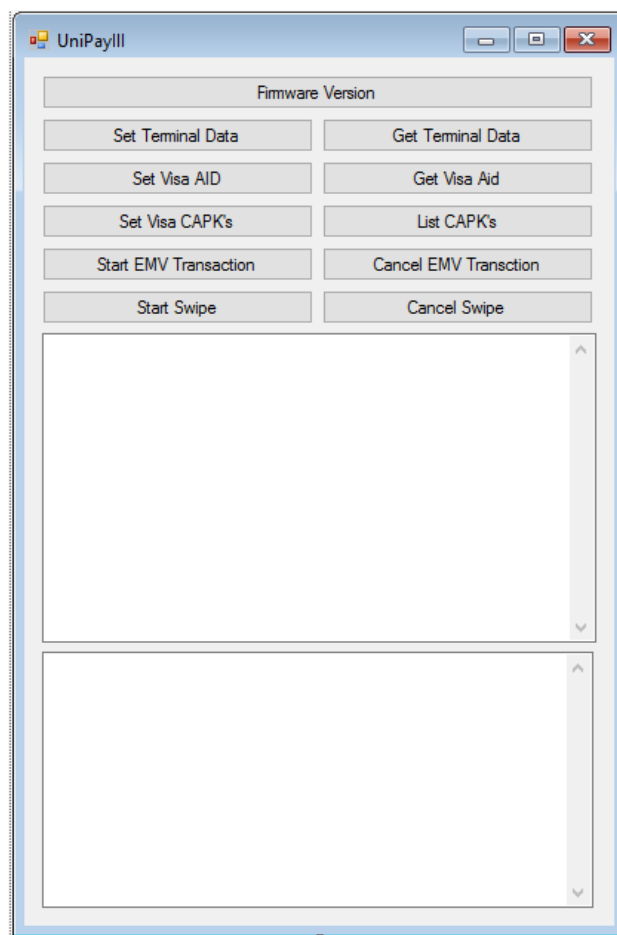 UniPayIII
Firmware Version
Set Terminal Data Get Terminal Data
Set Visa AID Get Visa Aid
Set Visa CAPK's List CAPK's
Start EMV Transaction Cancel EMV Transction
Start Swipe Cancel Swipe